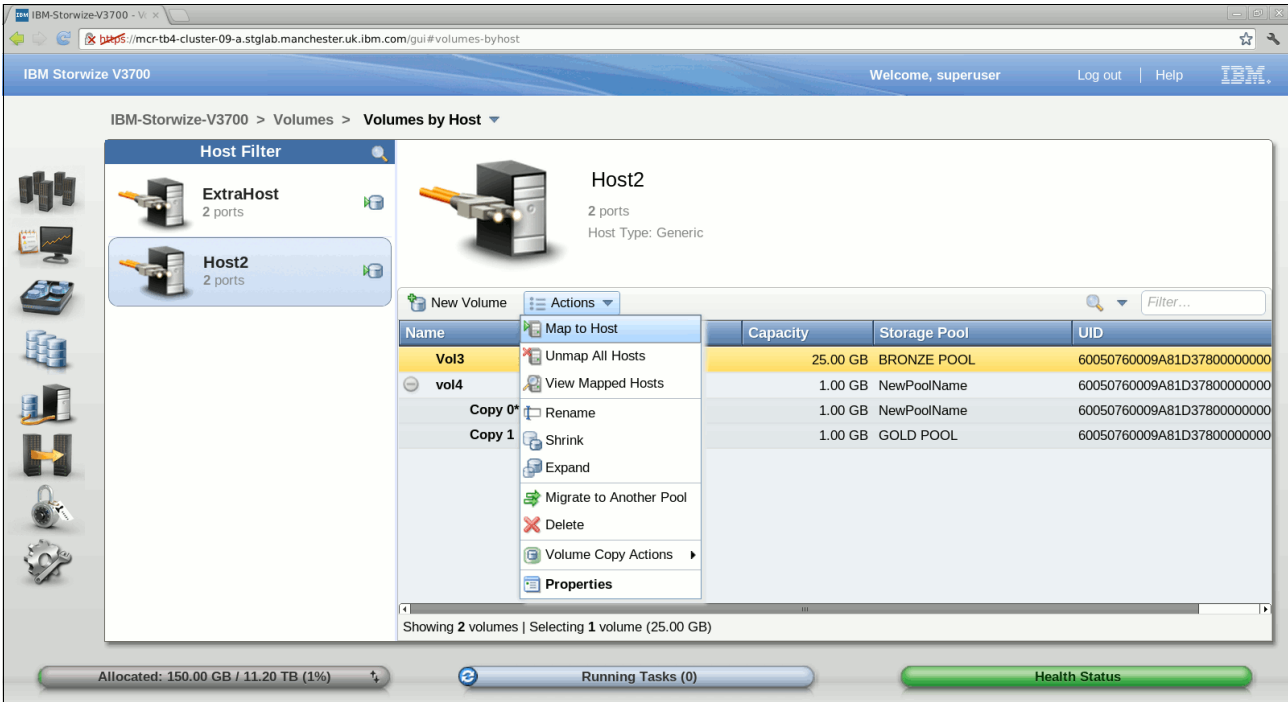 IBM-Storwize-V3700 - V
https://mcr-tb4-cluster-09-a.stglab.manchester.uk.ibm.com/gui#volumes-byhost
IBM Storwize V3700 Welcome, superuser Log out | Help IBM.
IBM-Storwize-V3700 > Volumes > Volumes by Host
Host Filter
ExtraHost
2 ports
Host2
2 ports
Host2
2 ports
Host Type: Generic
New Volume Actions Filter...
Name Capacity Storage Pool UID
Vol3 25.00 GB BRONZE POOL 60050760009A81D37800000000
vol4 1.00 GB NewPoolName 60050760009A81D37800000000
Copy 0* 1.00 GB NewPoolName 60050760009A81D37800000000
Copy 1 1.00 GB GOLD POOL 60050760009A81D37800000000
Map to Host
Unmap All Hosts
View Mapped Hosts
Rename
Shrink
Expand
Migrate to Another Pool
Delete
Volume Copy Actions
Properties
Showing 2 volumes | Selecting 1 volume (25.00 GB)
Allocated: 150.00 GB / 11.20 TB (1%) Running Tasks (0) Health Status